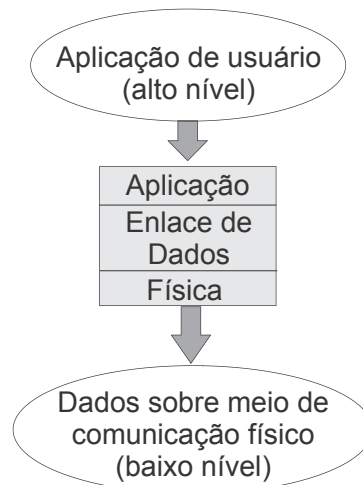 Aplicação de usuário
(alto nível)
Aplicação
Enlace de
Dados
Física
Dados sobre meio de
comunicação físico
(baixo nível)